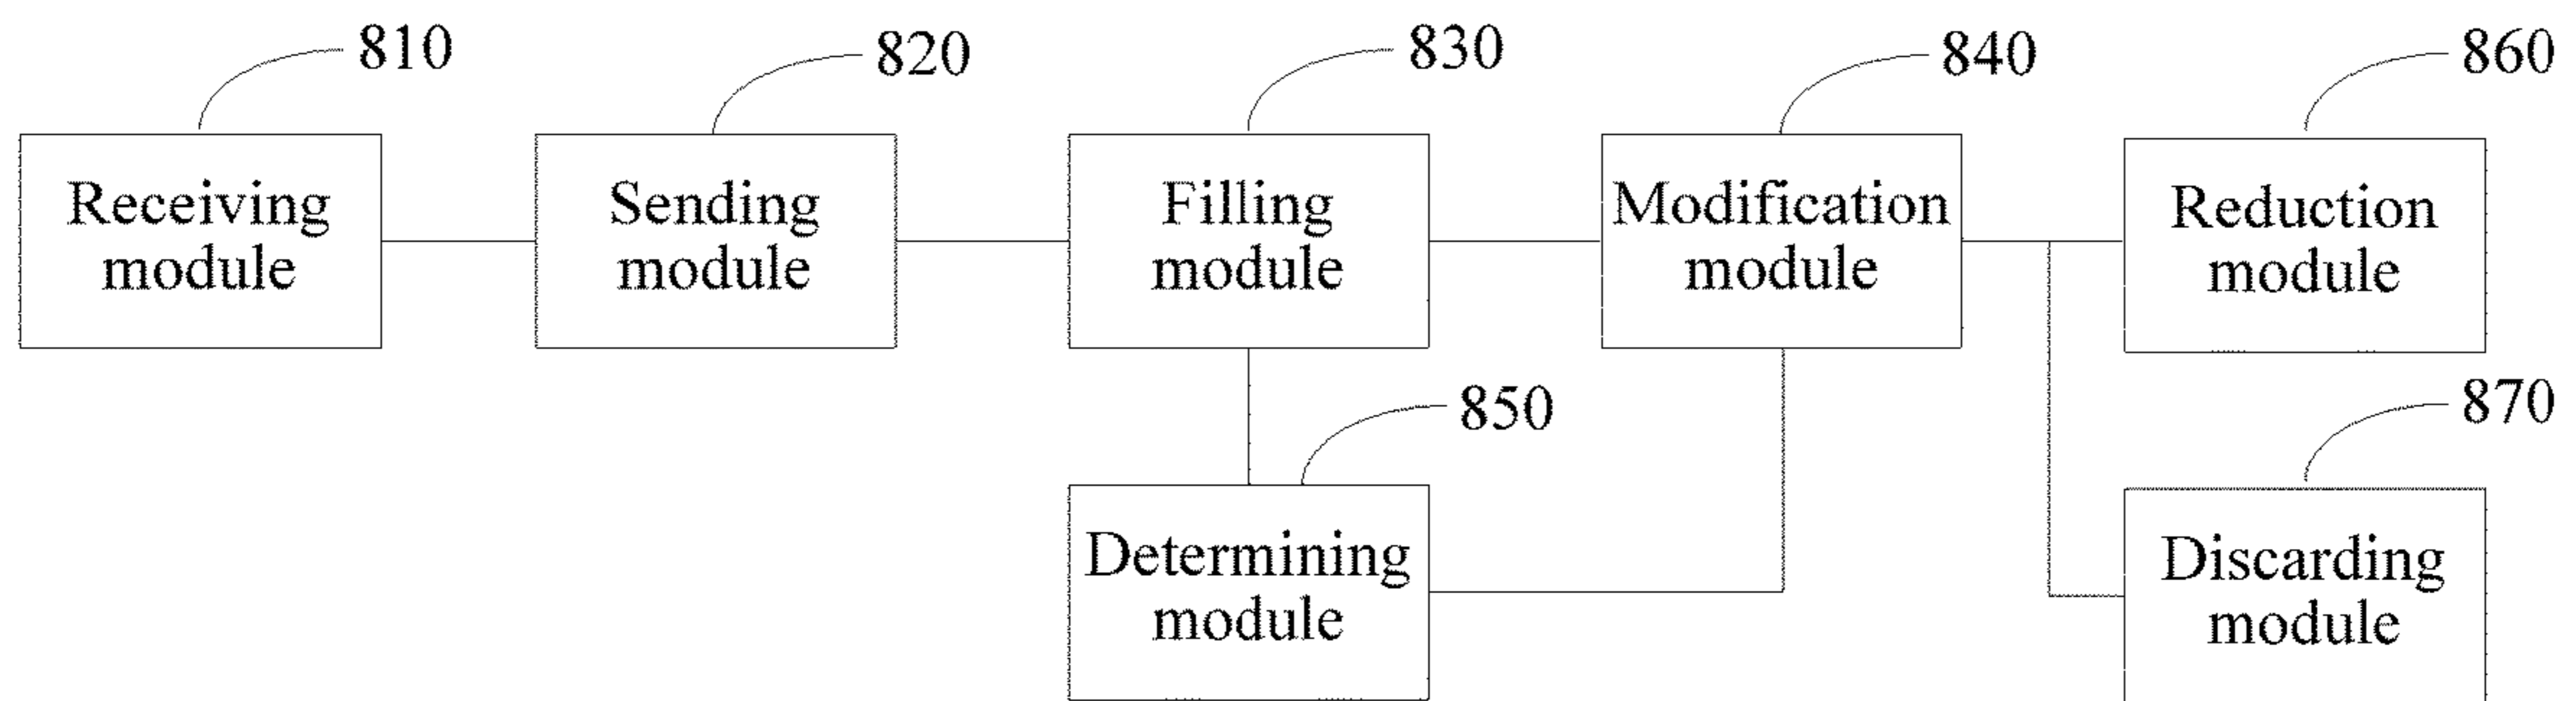 810
820
830
840
860
Receiving
module
Sending
module
Filling
module
Modification
module
Reduction
module
850
870
Determining
module
Discarding
module